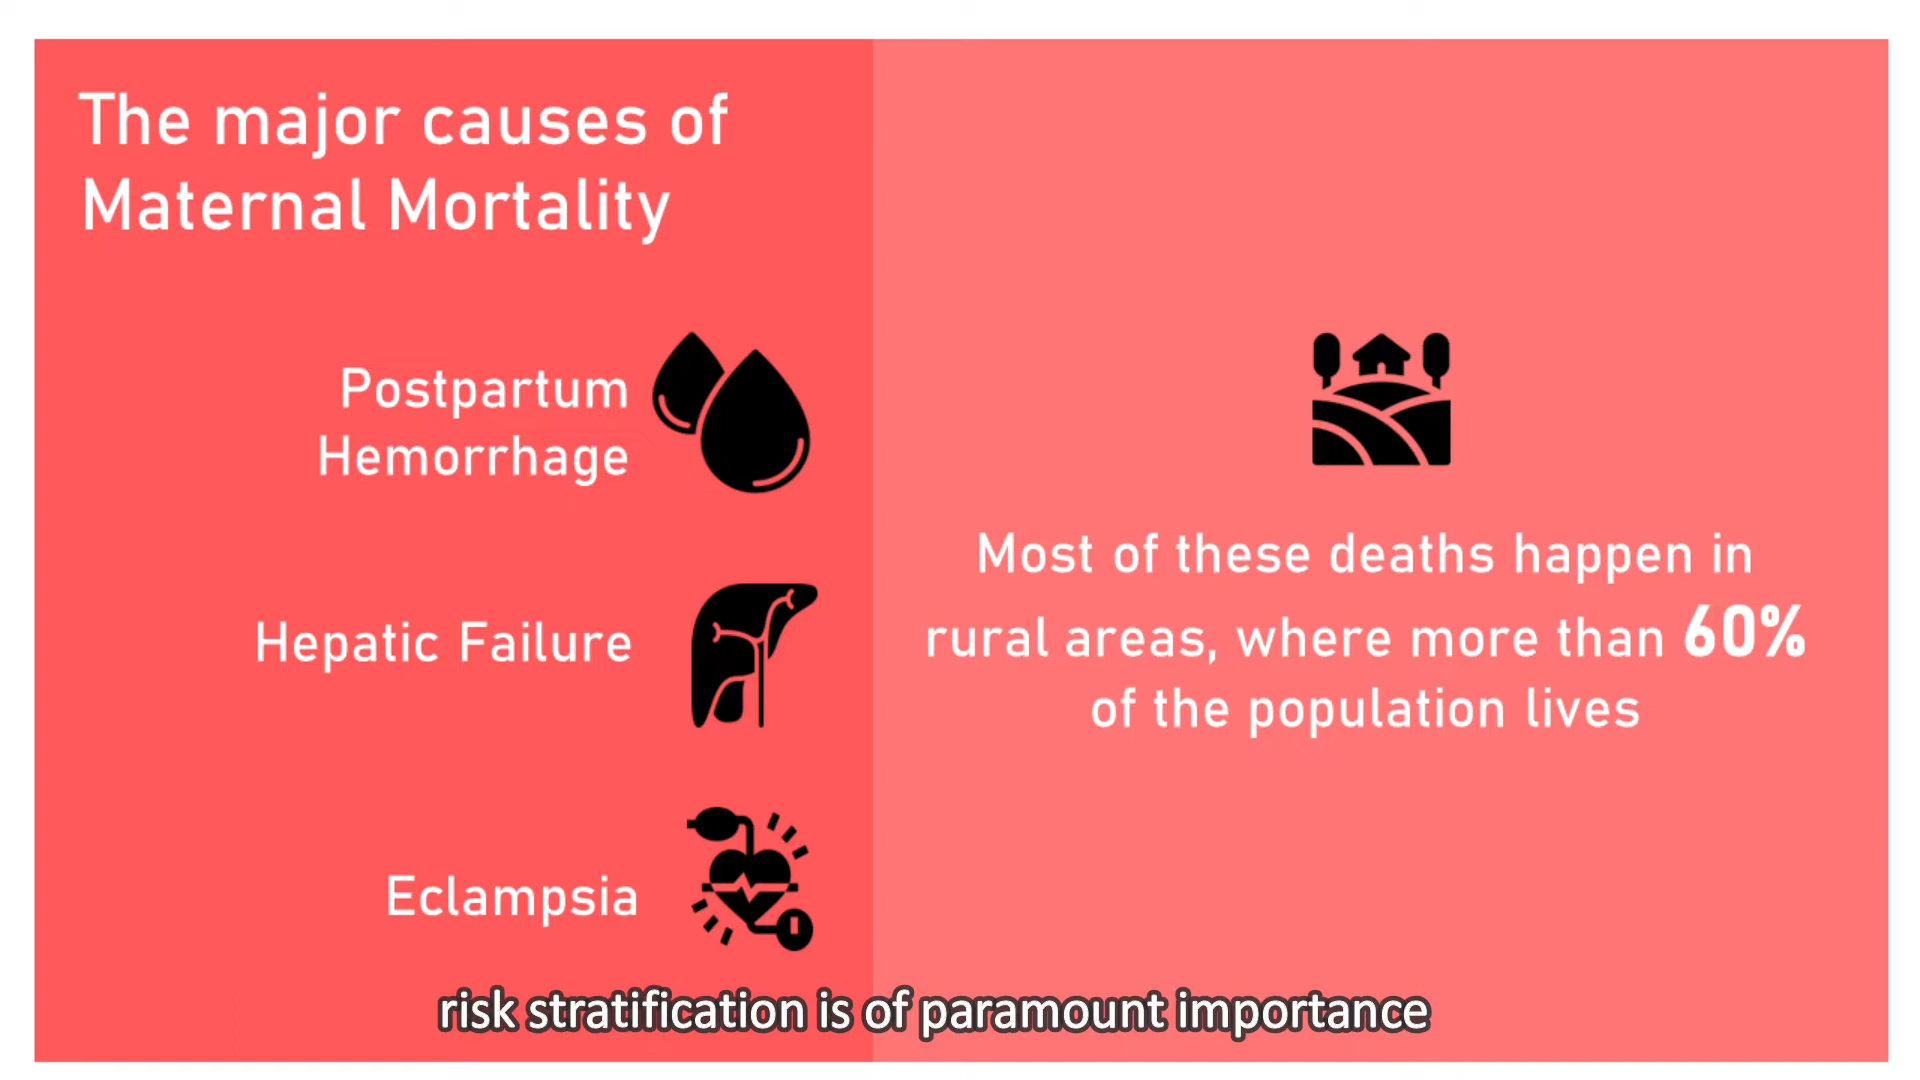 The major causes of
Maternal Mortality
Postpartum
Hemorrhage
Hepatic Failure
Eclampsia
Most of these deaths happen in
rural areas, where more than 60%
of the population lives
risk stratification is of paramount importance